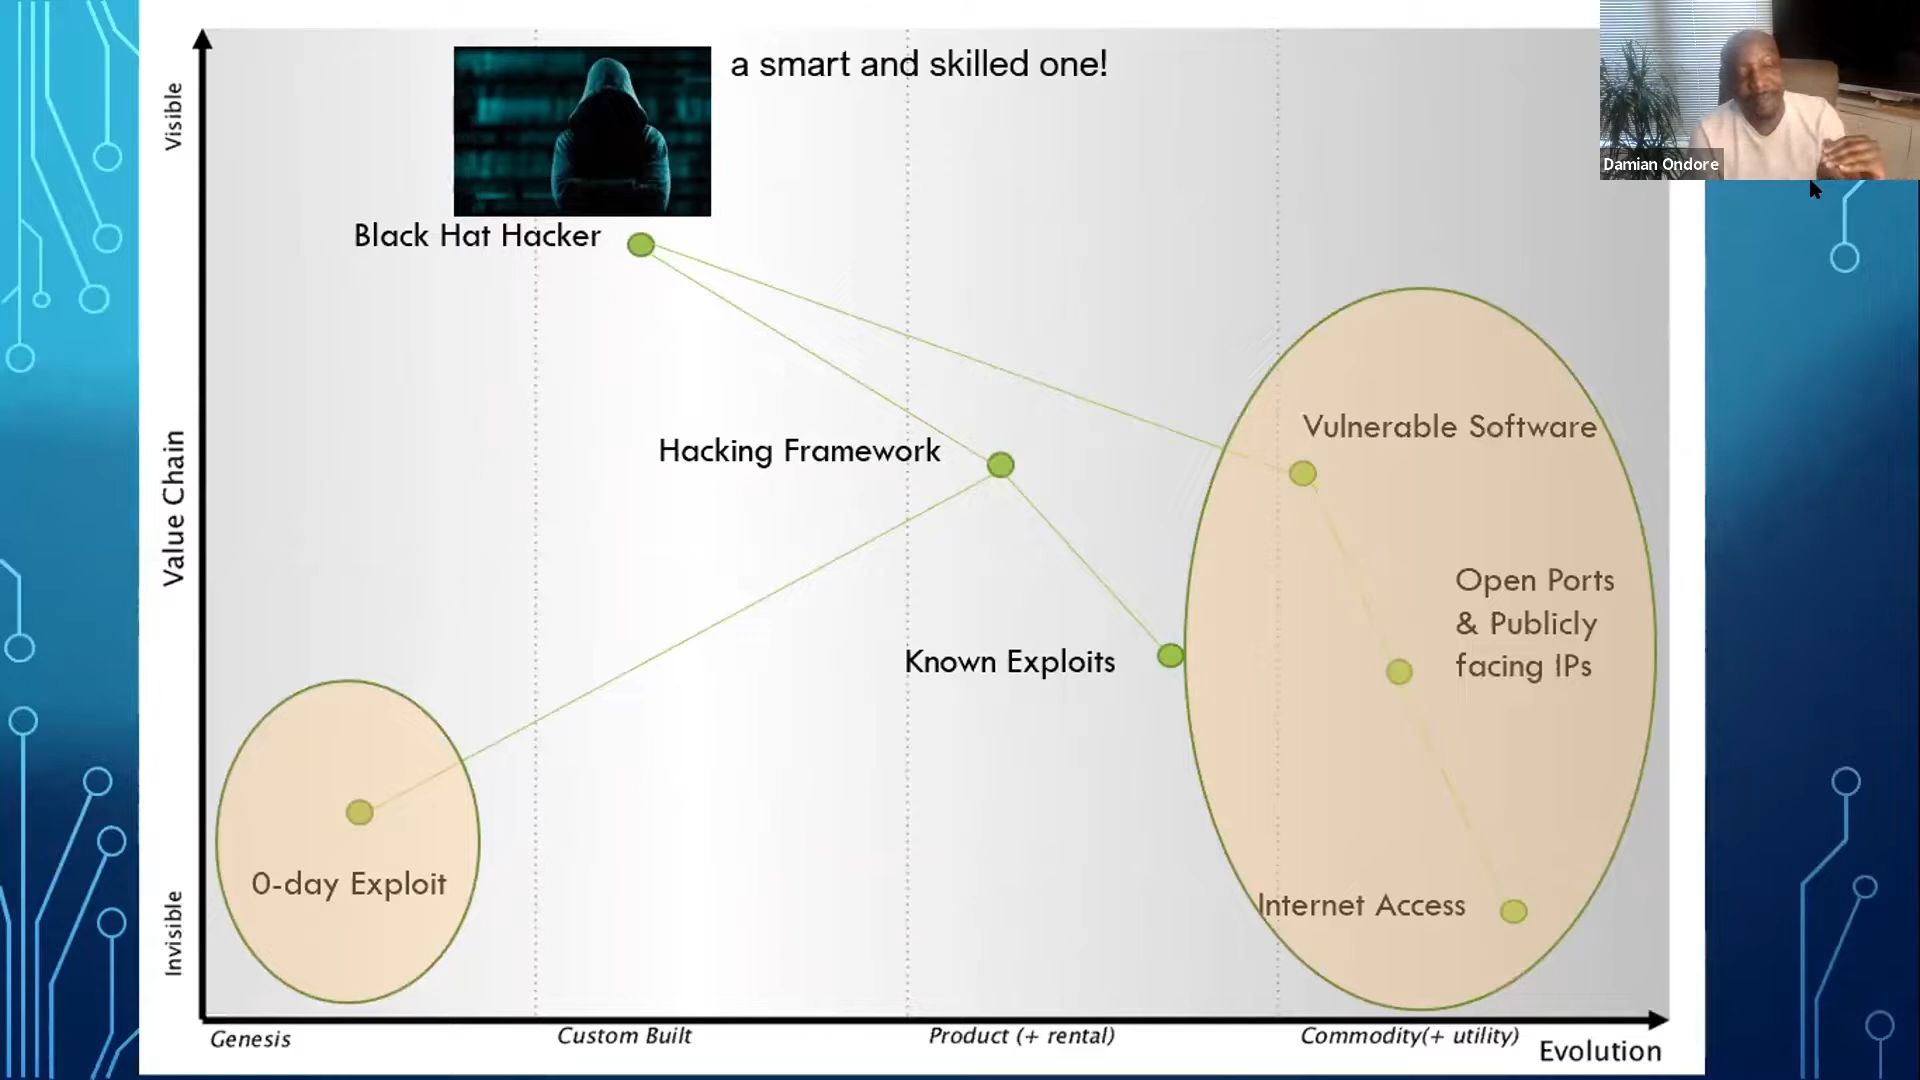 a smart and skilled one!
Damian Ondore
Visible
Black Hat Hacker
Vulnerable Software
Hacking Framework
Value Chain
Open Ports
& Publicly
facing IPs
Known Exploits
0-day Exploit
Internet Access
Invisible
Genesis
Custom Built
Product (+ rental)
Commodity(+ utility)
Evolution